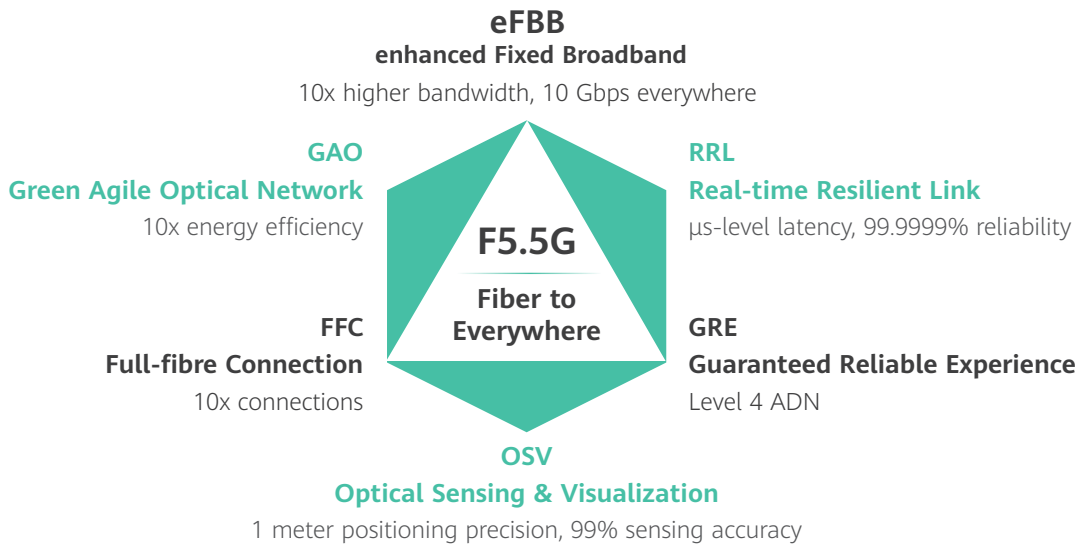 eFBB
enhanced Fixed Broadband
10x higher bandwidth, 10 Gbps everywhere
GAO
Green Agile Optical Network
10x energy efficiency
RRL
Real-time Resilient Link
µs-level latency, 99.9999% reliability
F5.5G
Fiber to
Everywhere
FFC
Full-fibre Connection
10x connections
GRE
Guaranteed Reliable Experience
Level 4 ADN
OSV
Optical Sensing & Visualization
1 meter positioning precision, 99% sensing accuracy